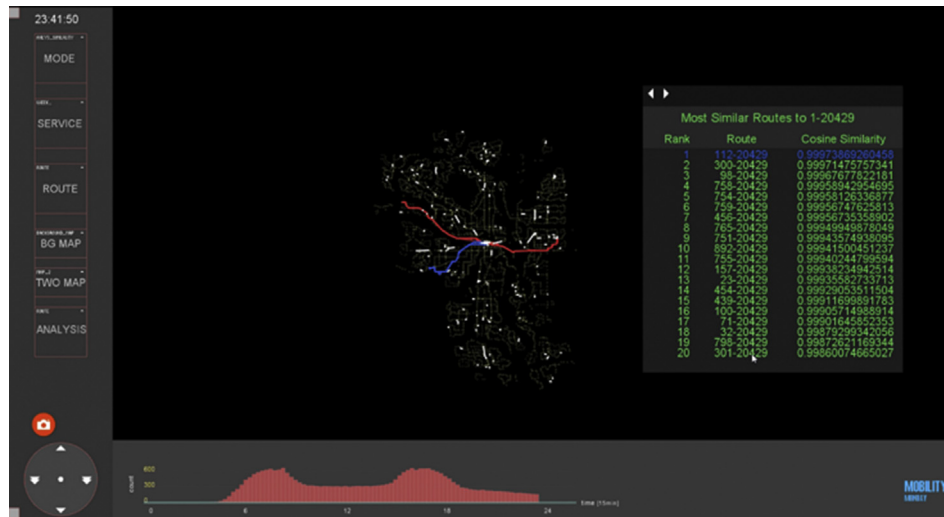 23:41:50
MODE
SERVICE
ROUTE
ROUTE
BG MAP
TWO MAP
ROUTE
ANALYSIS
Most Similar Routes to 1-20429
Rank Route Cosine Similarity
1 112-20429 0.99973869260458
2 300-20429 0.99971475757341
3 98-20429 0.99967677822181
4 758-20429 0.99958942954695
5 754-20429 0.99958126336877
6 759-20429 0.99956747625813
7 456-20429 0.99956735358902
8 765-20429 0.99949949878049
9 751-20429 0.99943574938095
10 892-20429 0.99941500451237
11 755-20429 0.99940244799594
12 157-20429 0.99938234942514
13 23-20429 0.99935582733713
14 454-20429 0.99929053511504
15 439-20429 0.99911699891783
16 100-20429 0.99905714988914
17 71-20429 0.99901645852353
18 32-20429 0.99879299342056
19 798-20429 0.99872621169344
20 301-20429 0.99860074665027
600
300
count
0 6 12 18 24
time (15min)
MOBILITY